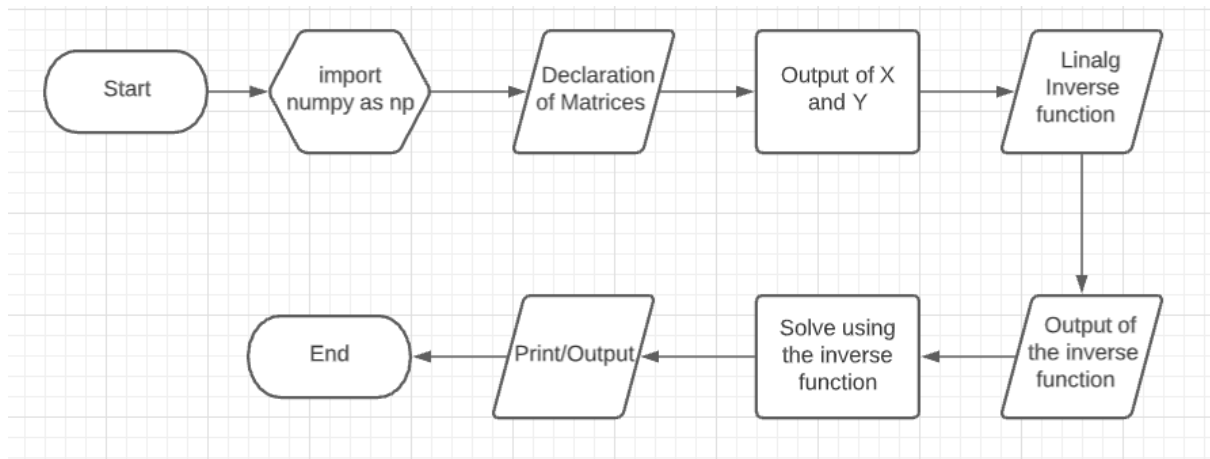 Start
import
numpy as np
Declaration
of Matrices
Output of X
and Y
Linalg
Inverse
function
Output of
the inverse
function
Solve using
the inverse
function
Print/Output
End